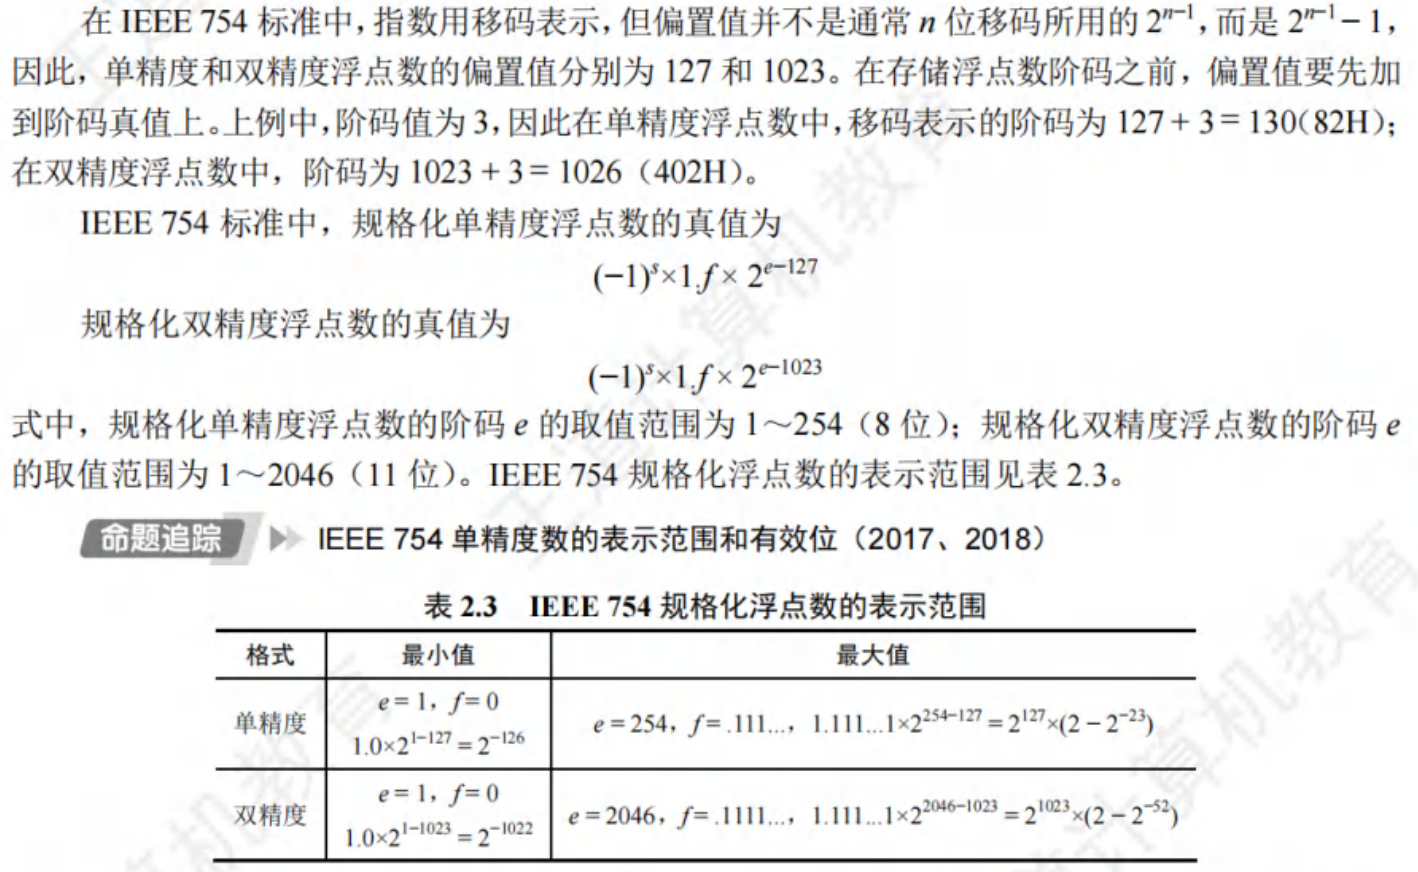 在 IEEE 754 标准中，指数用移码表示，但偏置值并不是通常 n 位移码所用的 2ⁿ⁻¹，而是 2ⁿ⁻¹－1，
因此，单精度和双精度浮点数的偏置值分别为 127 和 1023。在存储浮点数阶码之前，偏置值要先加
到阶码真值上。上例中，阶码值为 3，因此在单精度浮点数中，移码表示的阶码为 127 + 3 = 130（82H）；
在双精度浮点数中，阶码为 1023 + 3 = 1026（402H）。
IEEE 754 标准中，规格化单精度浮点数的真值为
(−1)^s×1.f × 2^{e−127}
规格化双精度浮点数的真值为
(−1)^s×1.f × 2^{e−1023}
式中，规格化单精度浮点数的阶码 e 的取值范围为 1～254（8 位）；规格化双精度浮点数的阶码 e
的取值范围为 1～2046（11 位）。IEEE 754 规格化浮点数的表示范围见表 2.3。
命题追踪 IEEE 754 单精度数的表示范围和有效位（2017、2018）
表 2.3 IEEE 754 规格化浮点数的表示范围
格式 最小值 最大值
单精度 e = 1，f = 0
1.0×2^{1−127} = 2^{−126}
e = 254，f = .111…，1.111…1×2^{254−127} = 2^{127}×(2 − 2^{−23})
双精度 e = 1，f = 0
1.0×2^{1−1023} = 2^{−1022}
e = 2046，f = .1111…，1.111…1×2^{2046−1023} = 2^{1023}×(2 − 2^{−52})
王道计算机教育